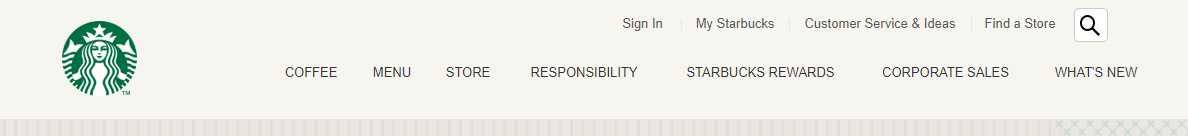 Sign In My Starbucks Customer Service & Ideas Find a Store
COFFEE MENU STORE RESPONSIBILITY STARBUCKS REWARDS CORPORATE SALES WHAT'S NEW
TM